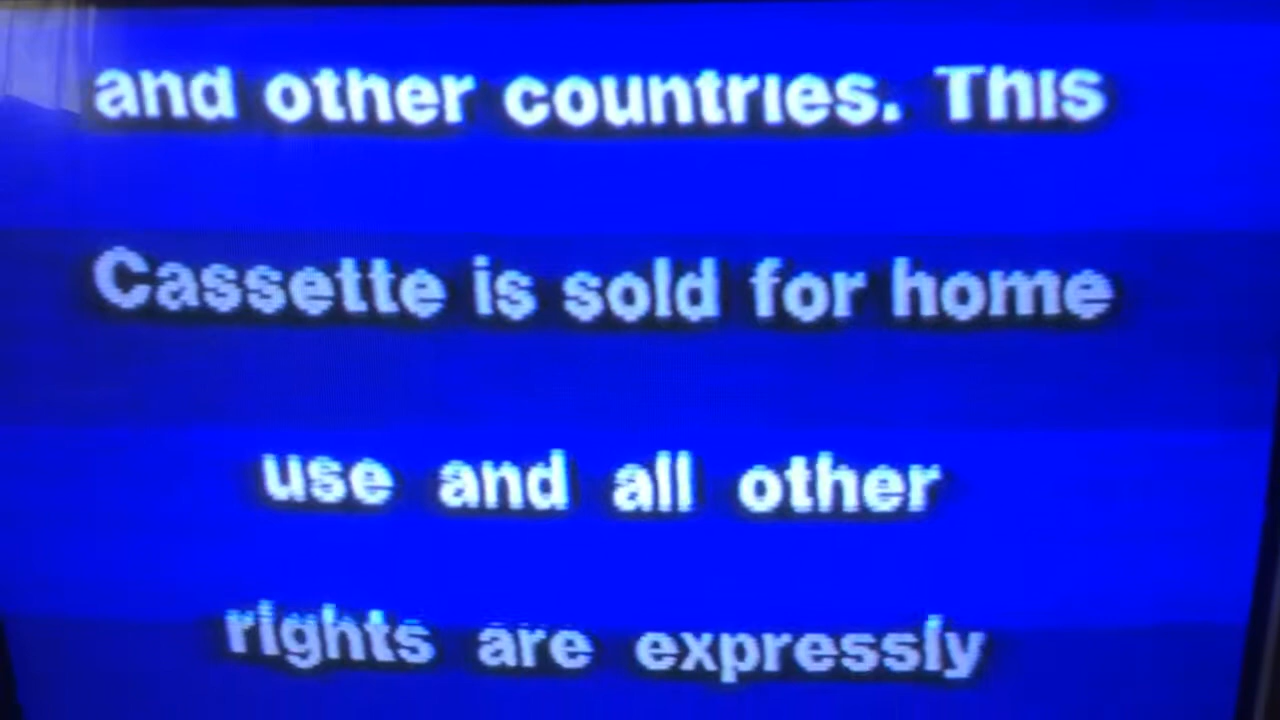 and other countries. This
Cassette is sold for home
use and all other
rights are expressly